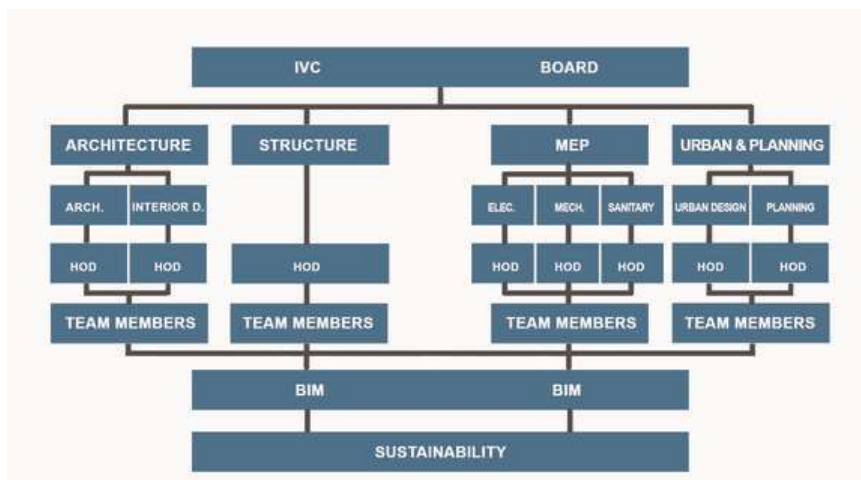 IVC BOARD
ARCHITECTURE STRUCTURE MEP URBAN & PLANNING
ARCH. INTERIOR D. ELEC. MECH. SANITARY URBAN DESIGN PLANNING
HOD HOD HOD HOD HOD HOD HOD HOD
TEAM MEMBERS TEAM MEMBERS TEAM MEMBERS TEAM MEMBERS
BIM BIM
SUSTAINABILITY